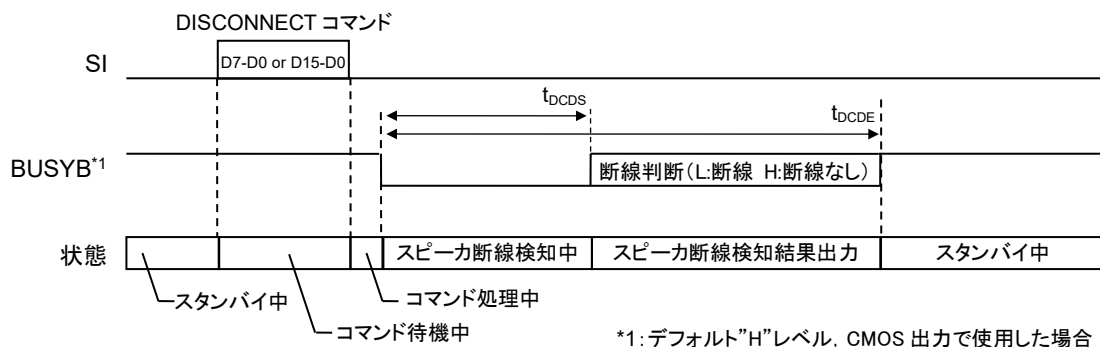 DISCONNECT コマンド
SI
D7-D0 or D15-D0
tDCDS
tDCDE
BUSYB*1
断線判断(L:断線 H:断線なし)
状態
スピーカ断線検知中
スピーカ断線検知結果出力
スタンバイ中
スタンバイ中
コマンド処理中
コマンド待機中
*1:デフォルト”H”レベル, CMOS 出力で使用した場合